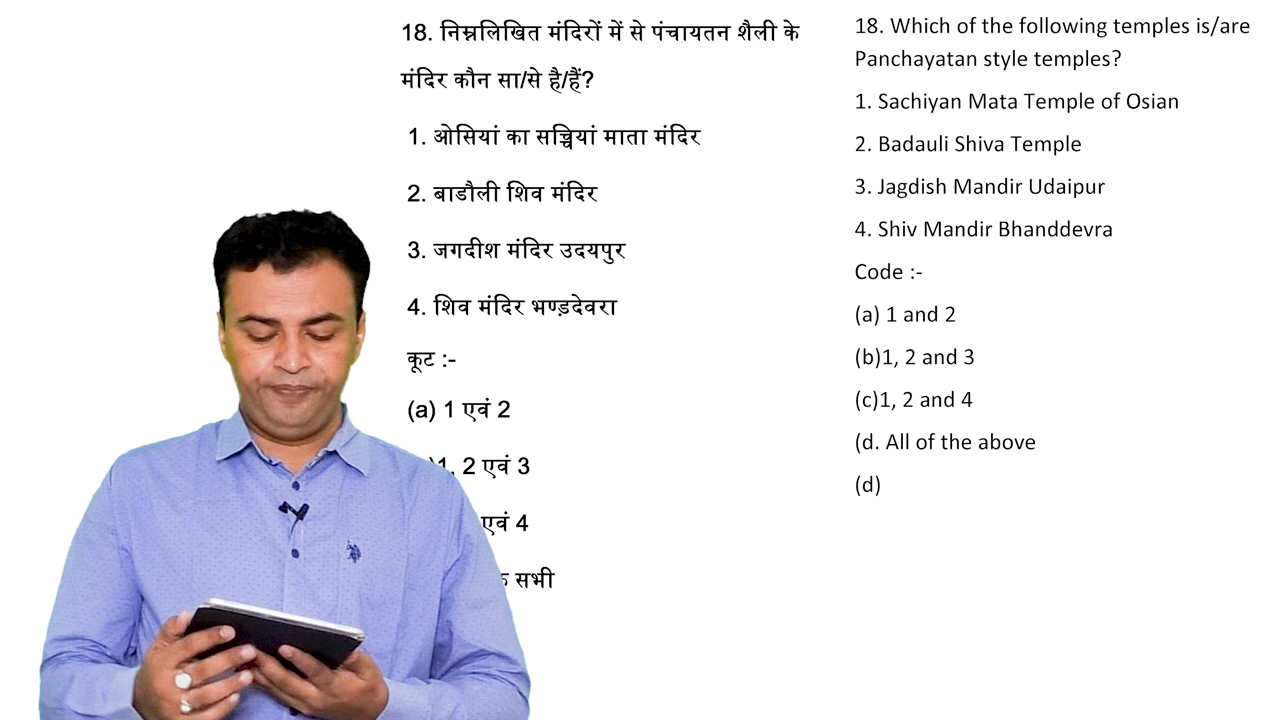 18. निम्नलिखित मंदिरों में से पंचायतन शैली के
मंदिर कौन सा/से है/हैं?
1. ओसियां का सच्चियां माता मंदिर
2. बाडौली शिव मंदिर
3. जगदीश मंदिर उदयपुर
4. शिव मंदिर भण्ड़देवरा
कूट :-
(a) 1 एवं 2
)1, 2 एवं 3
एवं 4
सभी
18. Which of the following temples is/are
Panchayatan style temples?
1. Sachiyan Mata Temple of Osian
2. Badauli Shiva Temple
3. Jagdish Mandir Udaipur
4. Shiv Mandir Bhanddevra
Code :-
(a) 1 and 2
(b)1, 2 and 3
(c)1, 2 and 4
(d. All of the above
(d)